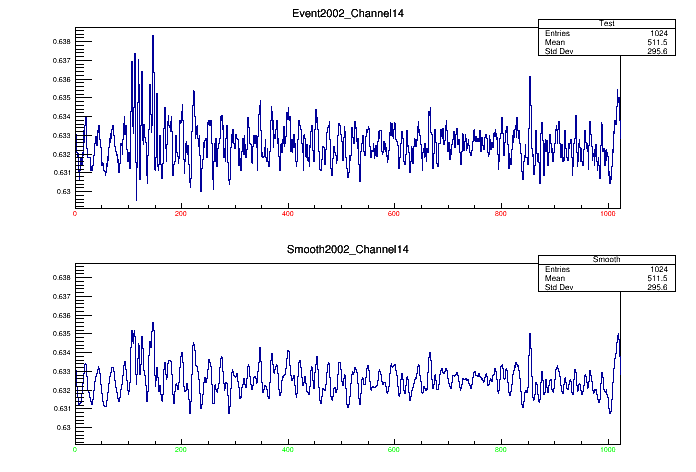 Event2002_Channel14
Test
Entries 1024
Mean 511.5
Std Dev 295.6
0.638
0.637
0.636
0.635
0.634
0.633
0.632
0.631
0.63
0 200 400 600 800 1000
Smooth2002_Channel14
Smooth
Entries 1024
Mean 511.5
Std Dev 295.6
0.638
0.637
0.636
0.635
0.634
0.633
0.632
0.631
0.63
0 200 400 600 800 1000